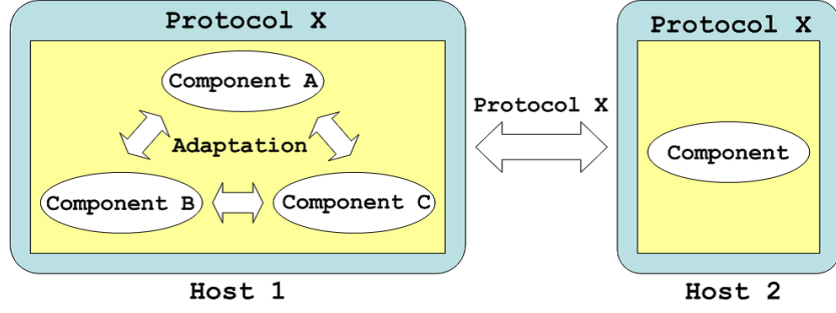 Protocol X
Component A
Adaptation
Component B
Component C
Host 1
Protocol X
Protocol X
Component
Host 2